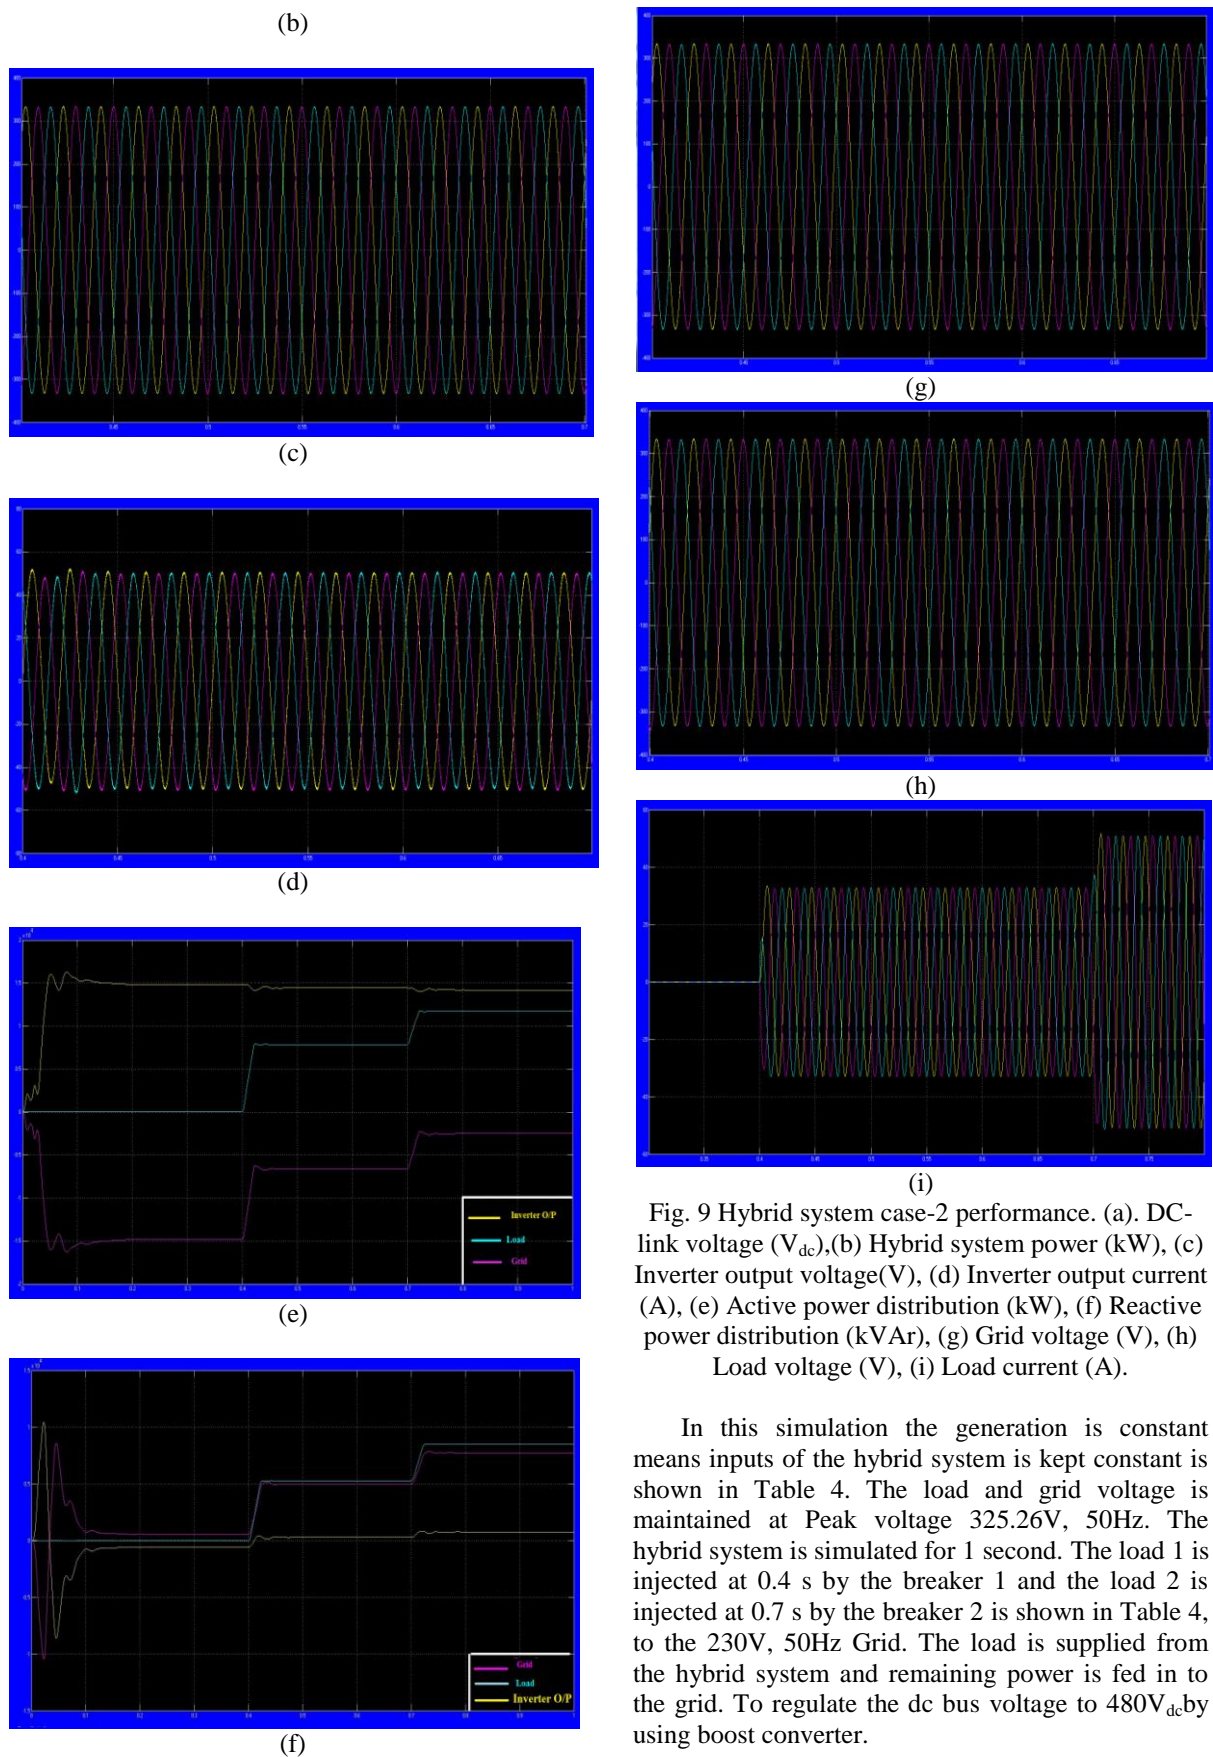 (b)
(c)
(d)
Inverter O/P
Load
Grid
(e)
Grid
Load
Inverter O/P
(f)
(g)
(h)
(i)
Fig. 9 Hybrid system case-2 performance. (a). DC-
link voltage (Vdc),(b) Hybrid system power (kW), (c)
Inverter output voltage(V), (d) Inverter output current
(A), (e) Active power distribution (kW), (f) Reactive
power distribution (kVAr), (g) Grid voltage (V), (h)
Load voltage (V), (i) Load current (A).
In this simulation the generation is constant
means inputs of the hybrid system is kept constant is
shown in Table 4. The load and grid voltage is
maintained at Peak voltage 325.26V, 50Hz. The
hybrid system is simulated for 1 second. The load 1 is
injected at 0.4 s by the breaker 1 and the load 2 is
injected at 0.7 s by the breaker 2 is shown in Table 4,
to the 230V, 50Hz Grid. The load is supplied from
the hybrid system and remaining power is fed in to
the grid. To regulate the dc bus voltage to 480Vdcby
using boost converter.